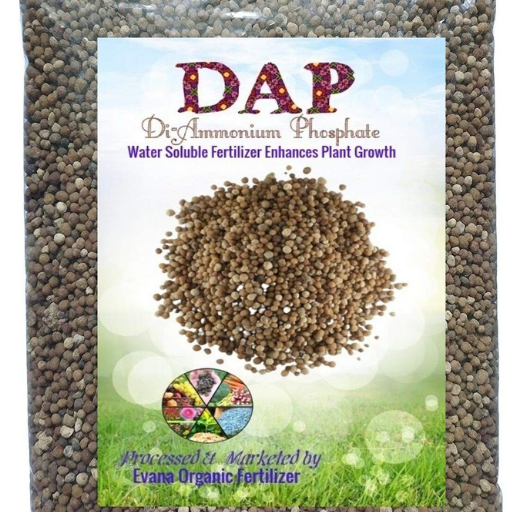 DAP
Di-Ammonium Phosphate
Water Soluble Fertilizer Enhances Plant Growth
Processed & Marketed by
Evana Organic Fertilizer